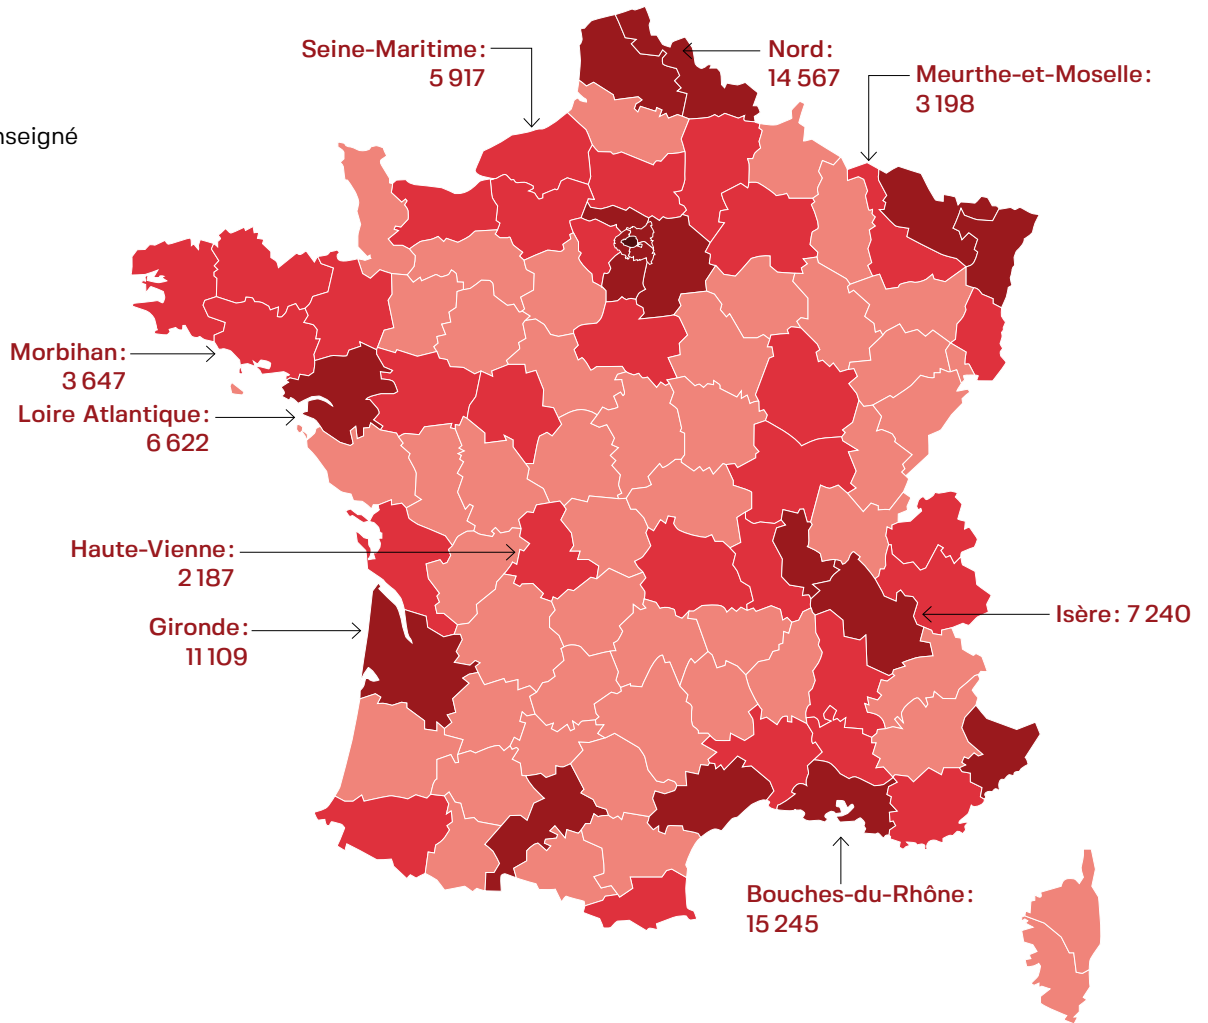 Seine-Maritime :
5 917
Nord :
14 567
Meurthe-et-Moselle :
3 198
nseigné
Morbihan :
3 647
Loire Atlantique :
6 622
Haute-Vienne :
2 187
Gironde :
11 109
Isère : 7 240
Bouches-du-Rhône :
15 245